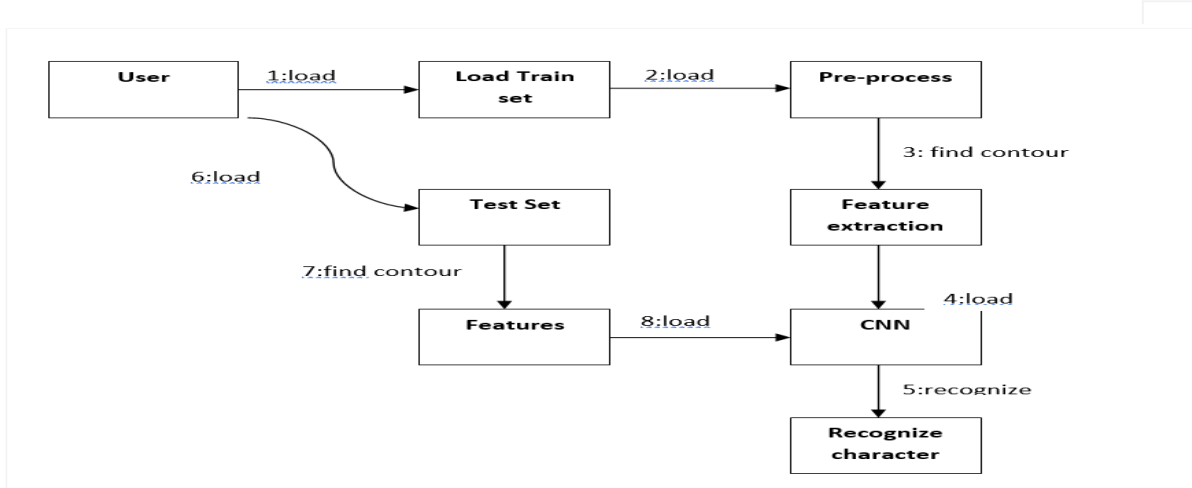 User
1:load
Load Train
set
2:load
Pre-process
3: find contour
6:load
Test Set
Feature
extraction
7:find contour
4:load
Features
8:load
CNN
5:recognize
Recognize
character